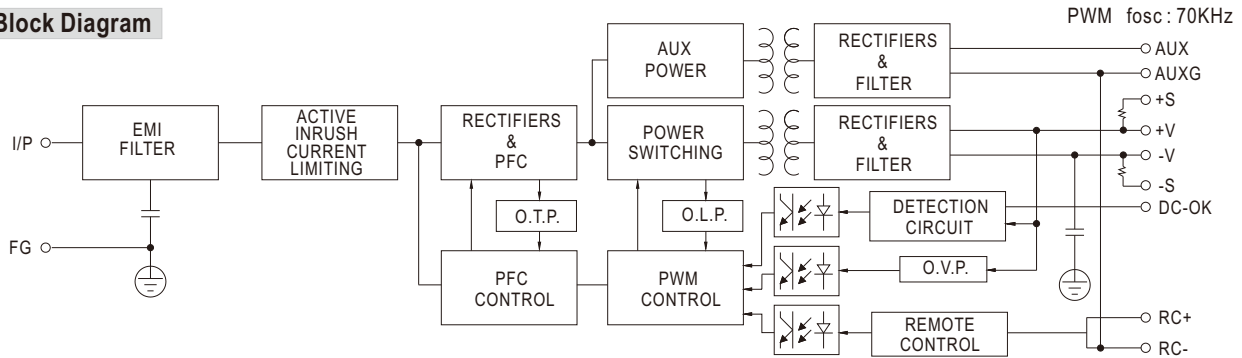 Block Diagram
PWM fosc : 70KHz
AUX
POWER
RECTIFIERS
&
FILTER
AUX
AUXG
+S
+V
-V
-S
DC-OK
I/P
EMI
FILTER
ACTIVE
INRUSH
CURRENT
LIMITING
RECTIFIERS
&
PFC
POWER
SWITCHING
RECTIFIERS
&
FILTER
O.T.P.
O.L.P.
DETECTION
CIRCUIT
FG
PFC
CONTROL
PWM
CONTROL
O.V.P.
REMOTE
CONTROL
RC+
RC-